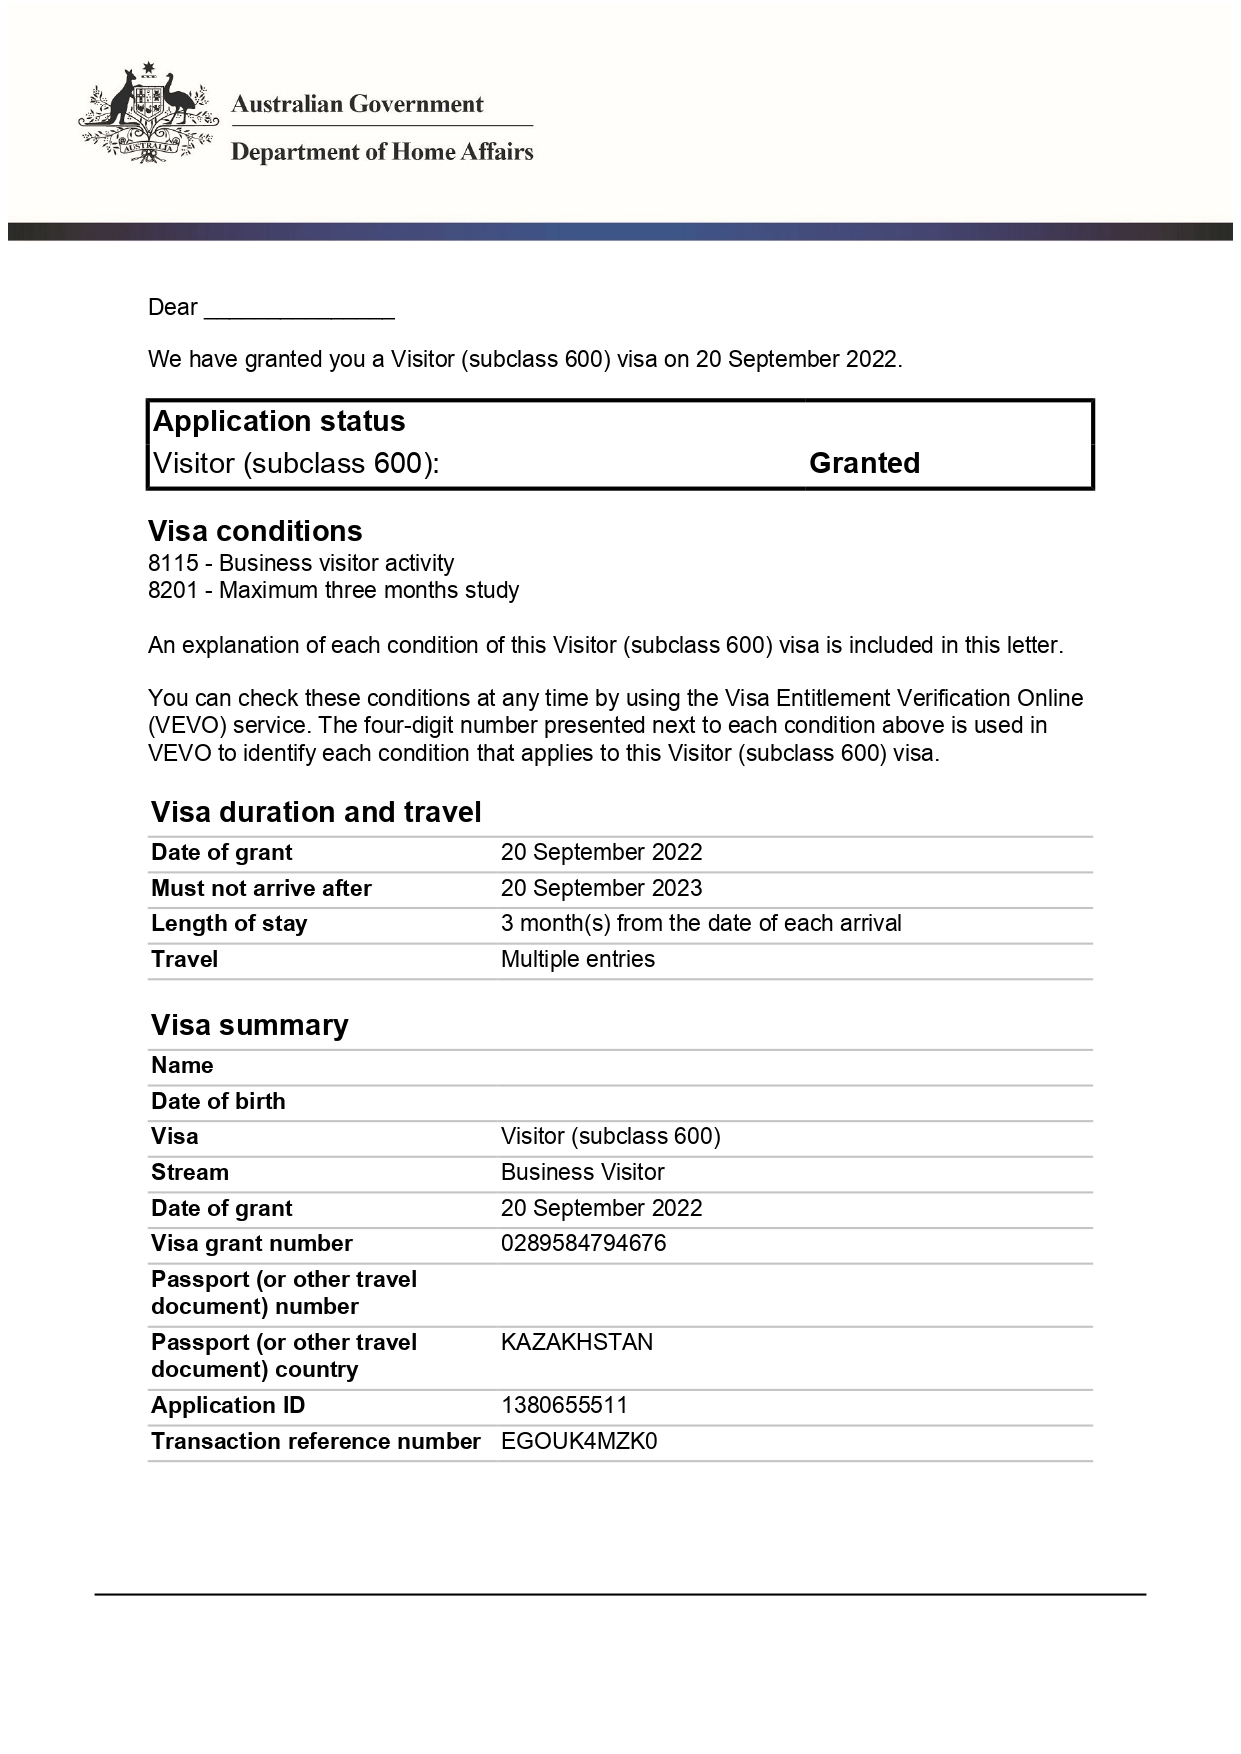 AUSTRALIA
Australian Government
Department of Home Affairs
Dear _______________
We have granted you a Visitor (subclass 600) visa on 20 September 2022.
Application status
Visitor (subclass 600): Granted
Visa conditions
8115 - Business visitor activity
8201 - Maximum three months study
An explanation of each condition of this Visitor (subclass 600) visa is included in this letter.
You can check these conditions at any time by using the Visa Entitlement Verification Online
(VEVO) service. The four-digit number presented next to each condition above is used in
VEVO to identify each condition that applies to this Visitor (subclass 600) visa.
Visa duration and travel
Date of grant 20 September 2022
Must not arrive after 20 September 2023
Length of stay 3 month(s) from the date of each arrival
Travel Multiple entries
Visa summary
Name
Date of birth
Visa Visitor (subclass 600)
Stream Business Visitor
Date of grant 20 September 2022
Visa grant number 0289584794676
Passport (or other travel
document) number
Passport (or other travel KAZAKHSTAN
document) country
Application ID 1380655511
Transaction reference number EGOUK4MZK0